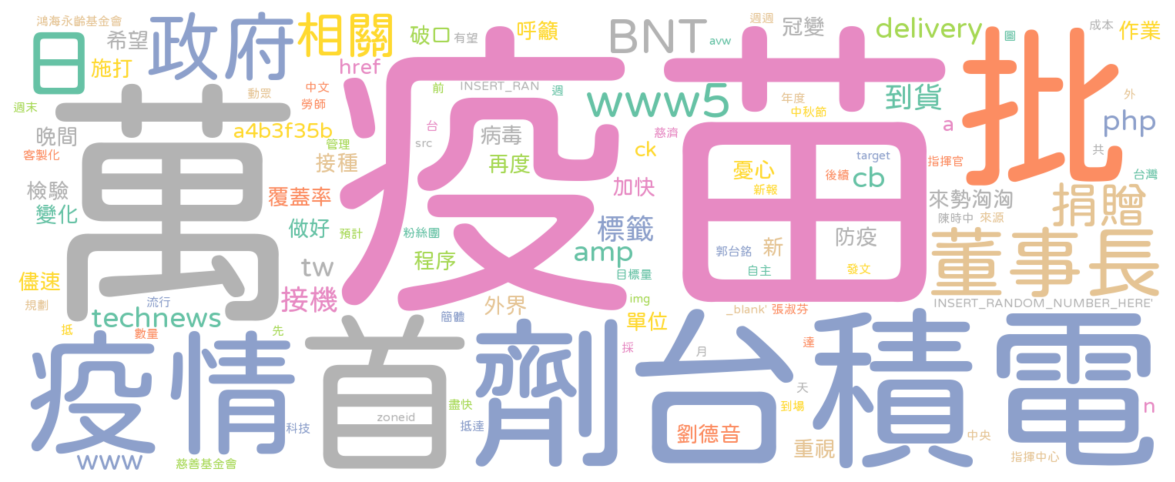 鴻海永齡基金會
日
希望
政府
相關
破口
有望
呼籲
BNT
週週
冠變
avw
delivery
圖
成本
作業
施打
href
中文
動眾
勞師
前
INSERT_RAN
週
www5
年度
中秋節
到貨
批
外
php
週末
晚間
客製化
萬
a4b3f35b
管理
接種
台
src
病毒
再度
疫苗
慈濟
ck
加快
憂心
新報
target
後續
cb
a
指揮官
共
台灣
檢驗
變化
覆蓋率
做好
預計
粉絲團
程序
標籤
amp
目標量
郭台銘
自主
新
防疫
發文
來勢洶洶
陳時中
來源
捐贈
董事長
儘速
規劃
流行
tw
接機
technews
數量
抵
先
簡體
外界
img
單位
_blank'
張淑芬
INSERT_RANDOM_NUMBER_HERE'
疫情
首
劑
採
台積電
月
達
天
到場
n
zoneid
盡快
抵達
科技
劉德音
重視
中央
指揮中心
www
慈善基金會